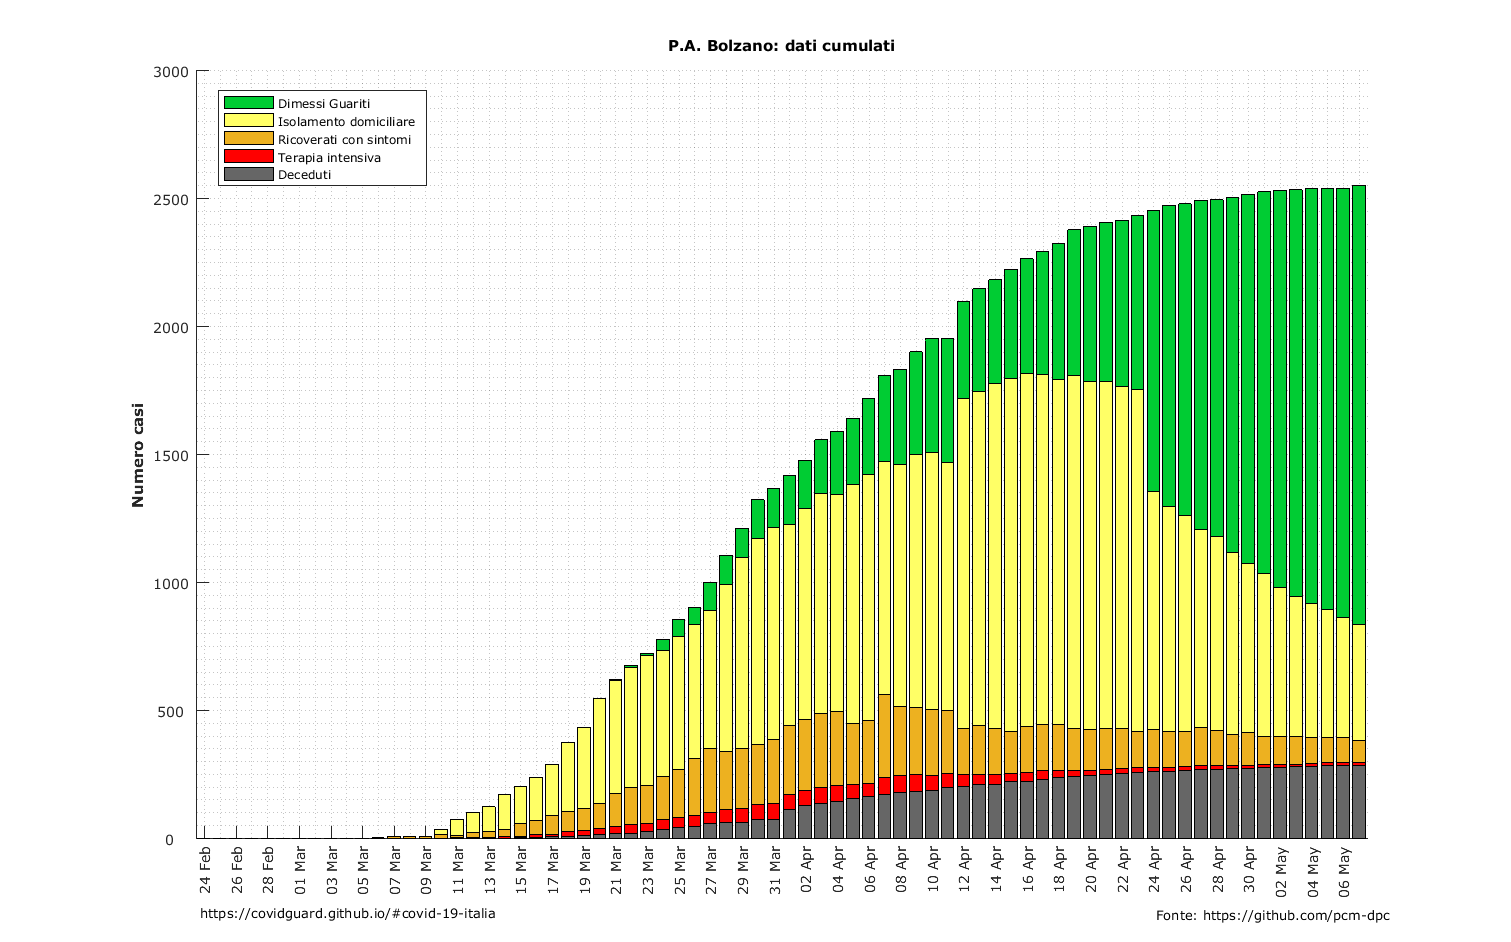 P.A. Bolzano: dati cumulati
3000
2500
2000
1500
1000
500
0
Numero casi
Dimessi Guariti
Isolamento domiciliare
Ricoverati con sintomi
Terapia intensiva
Deceduti
24 Feb
26 Feb
28 Feb
01 Mar
03 Mar
05 Mar
07 Mar
09 Mar
11 Mar
13 Mar
15 Mar
17 Mar
19 Mar
21 Mar
23 Mar
25 Mar
27 Mar
29 Mar
31 Mar
02 Apr
04 Apr
06 Apr
08 Apr
10 Apr
12 Apr
14 Apr
16 Apr
18 Apr
20 Apr
22 Apr
24 Apr
26 Apr
28 Apr
30 Apr
02 May
04 May
06 May
https://covidguard.github.io/#covid-19-italia
Fonte: https://github.com/pcm-dpc